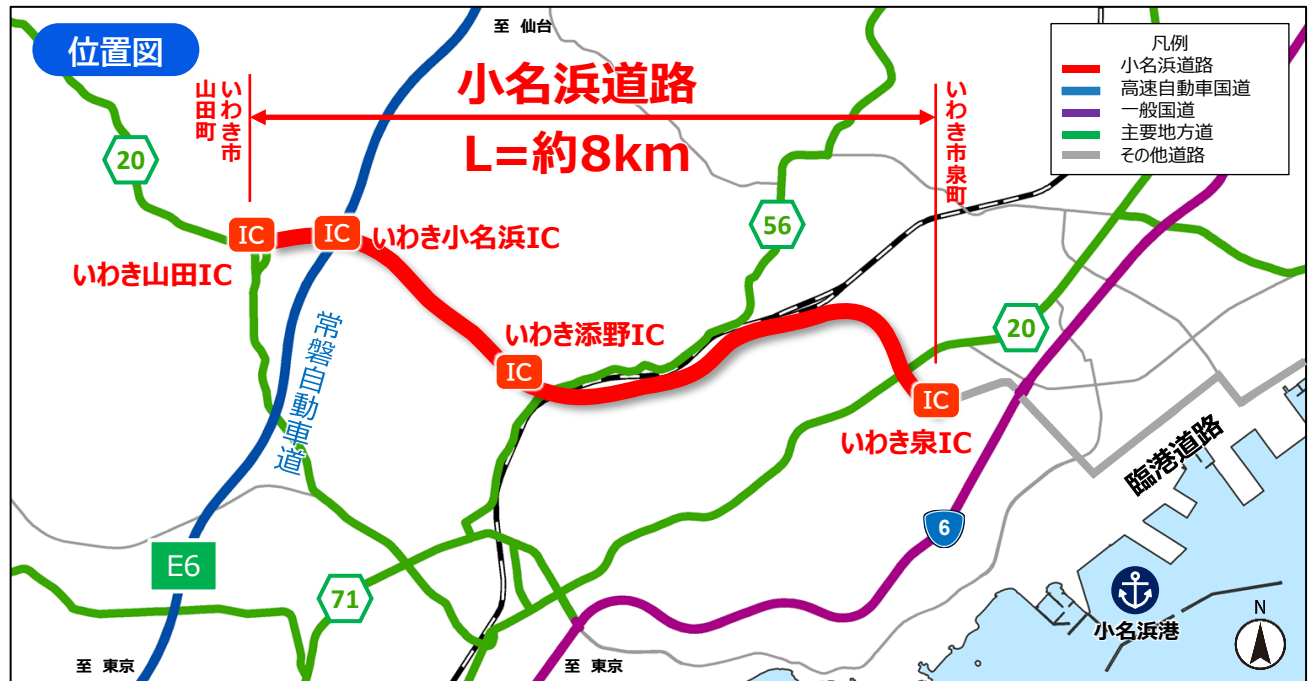 位置図
至 仙台
小名浜道路
L=約8km
いわき市
山田町
いわき市泉町
凡例
小名浜道路
高速自動車国道
一般国道
主要地方道
その他道路
20
IC
いわき山田IC
IC
いわき小名浜IC
56
常磐自動車道
いわき添野IC
IC
20
IC
いわき泉IC
臨港道路
6
E6
71
小名浜港
N
至 東京
至 東京